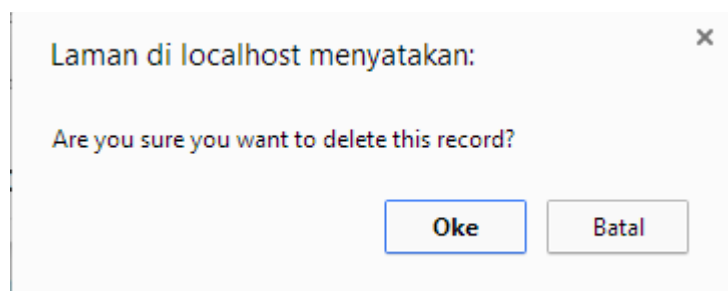 Laman di localhost menyatakan:
Are you sure you want to delete this record?
Oke
Batal